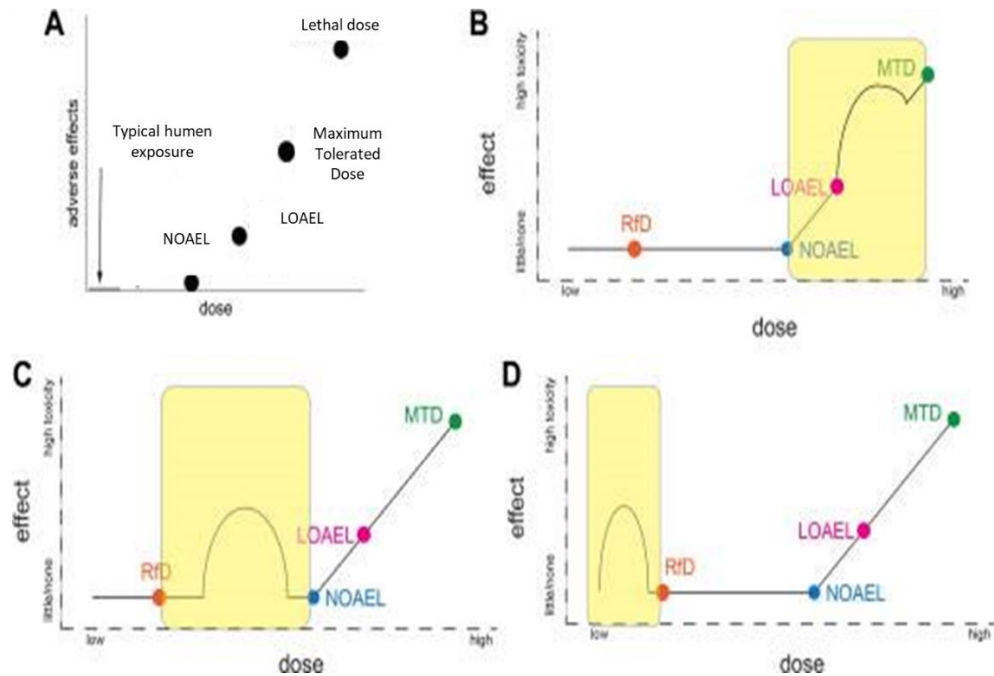 A
Lethal dose
Typical humen
exposure
Maximum
Tolerated
Dose
LOAEL
NOAEL
adverse effects
dose
B
high toxicity
effect
little/none
MTD
LOAEL
RfD
NOAEL
low
high
dose
C
high toxicity
effect
little/none
MTD
LOAEL
RfD
NOAEL
low
high
dose
D
high toxicity
effect
little/none
MTD
LOAEL
RfD
NOAEL
low
high
dose